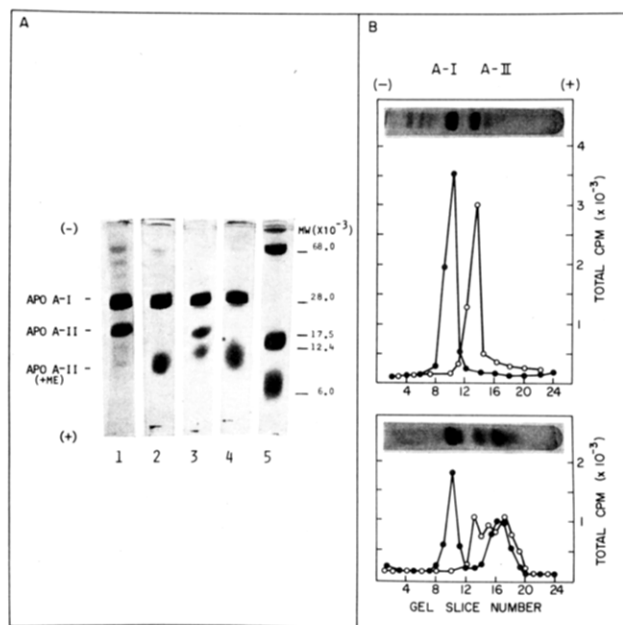 A
(-)
MW(X10-3)
68.0
APO A-I -
28.0
APO A-II -
17.5
12.4
APO A-II -
(+ME)
6.0
(+)
1 2 3 4 5
B
A-I A-II
(-) (+)
4
3
2
1
TOTAL CPM (x 10-3)
4 8 12 16 20 24
2
1
TOTAL CPM (x 10-3)
4 8 12 16 20 24
GEL SLICE NUMBER